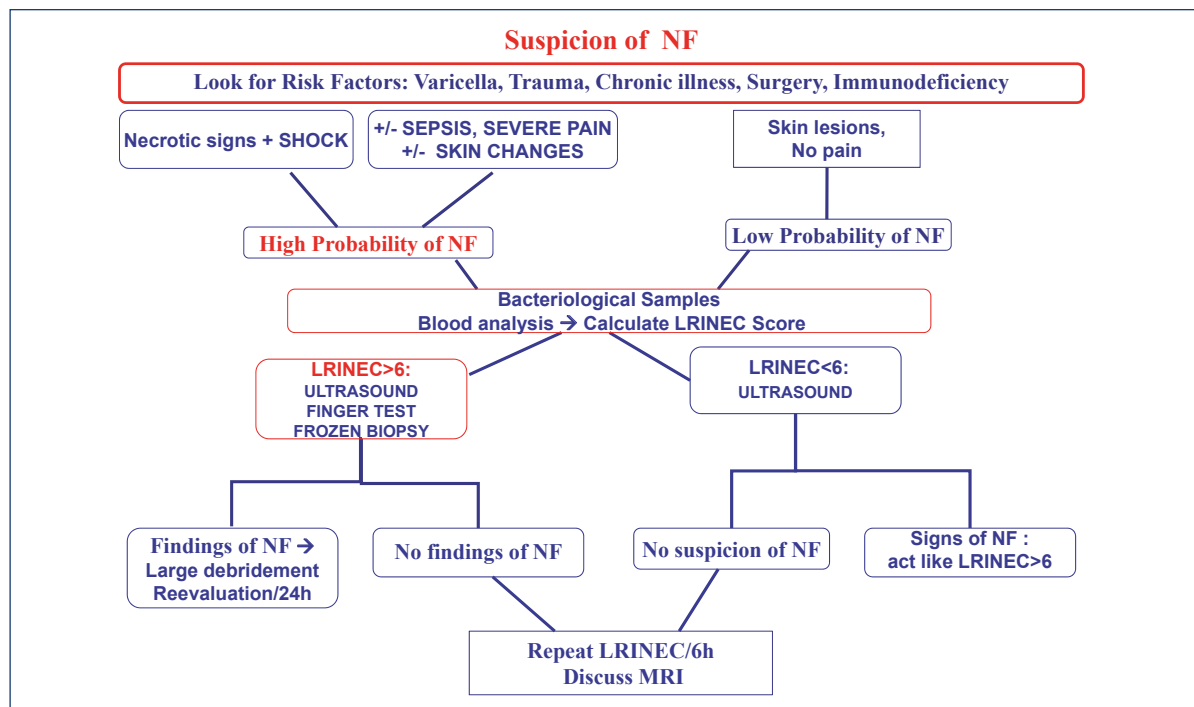 Suspicion of NF
Look for Risk Factors: Varicella, Trauma, Chronic illness, Surgery, Immunodeficiency
Necrotic signs + SHOCK
+/- SEPSIS, SEVERE PAIN
+/- SKIN CHANGES
Skin lesions,
No pain
High Probability of NF
Low Probability of NF
Bacteriological Samples
Blood analysis → Calculate LRINEC Score
LRINEC>6:
ULTRASOUND
FINGER TEST
FROZEN BIOPSY
LRINEC<6:
ULTRASOUND
Findings of NF →
Large debridement
Reevaluation/24h
No findings of NF
No suspicion of NF
Signs of NF :
act like LRINEC>6
Repeat LRINEC/6h
Discuss MRI